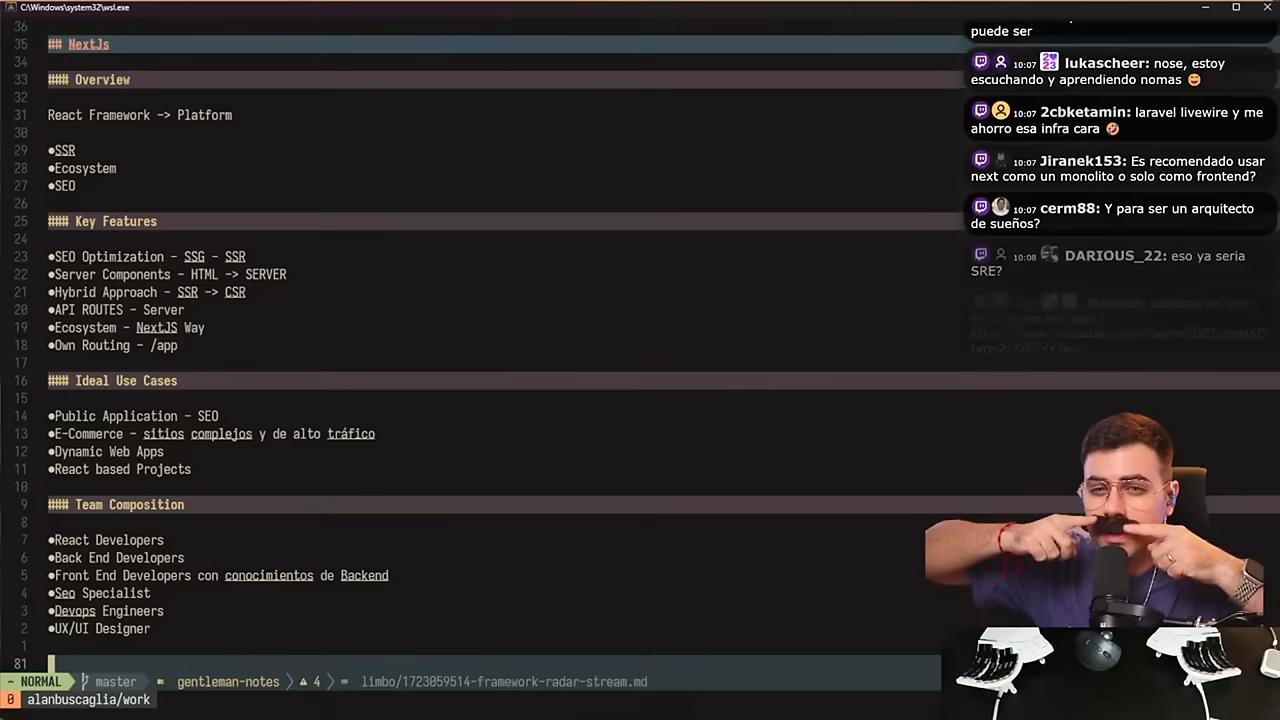 C:\Windows\system32\wsl.exe
36
35 ## NextJs
34
33 ### Overview
32
31 React Framework -> Platform
30
29 ●SSR
28 ●Ecosystem
27 ●SEO
26
25 ### Key Features
24
23 ●SEO Optimization - SSG - SSR
22 ●Server Components - HTML -> SERVER
21 ●Hybrid Approach - SSR -> CSR
20 ●API ROUTES - Server
19 ●Ecosystem - NextJS Way
18 ●Own Routing - /app
17
16 ### Ideal Use Cases
15
14 ●Public Application - SEO
13 ●E-Commerce - sitios complejos y de alto tráfico
12 ●Dynamic Web Apps
11 ●React based Projects
10
9 ### Team Composition
8
7 ●React Developers
6 ●Back End Developers
5 ●Front End Developers con conocimientos de Backend
4 ●Seo Specialist
3 ●Devops Engineers
2 ●UX/UI Designer
1
81
- NORMAL master gentleman-notes 4 limbo/1723059514-framework-radar-stream.md
0 alanbuscaglia/work
puede ser
10:07 lukascheer: nose, estoy
escuchando y aprendiendo nomas
10:07 2cbketamin: laravel livewire y me
ahorro esa infra cara
10:07 Jiranek153: Es recomendado usar
next como un monolito o solo como frontend?
10:07 cerm88: Y para ser un arquitecto
de sueños?
10:08 DARIOUS_22: eso ya seria
SRE?